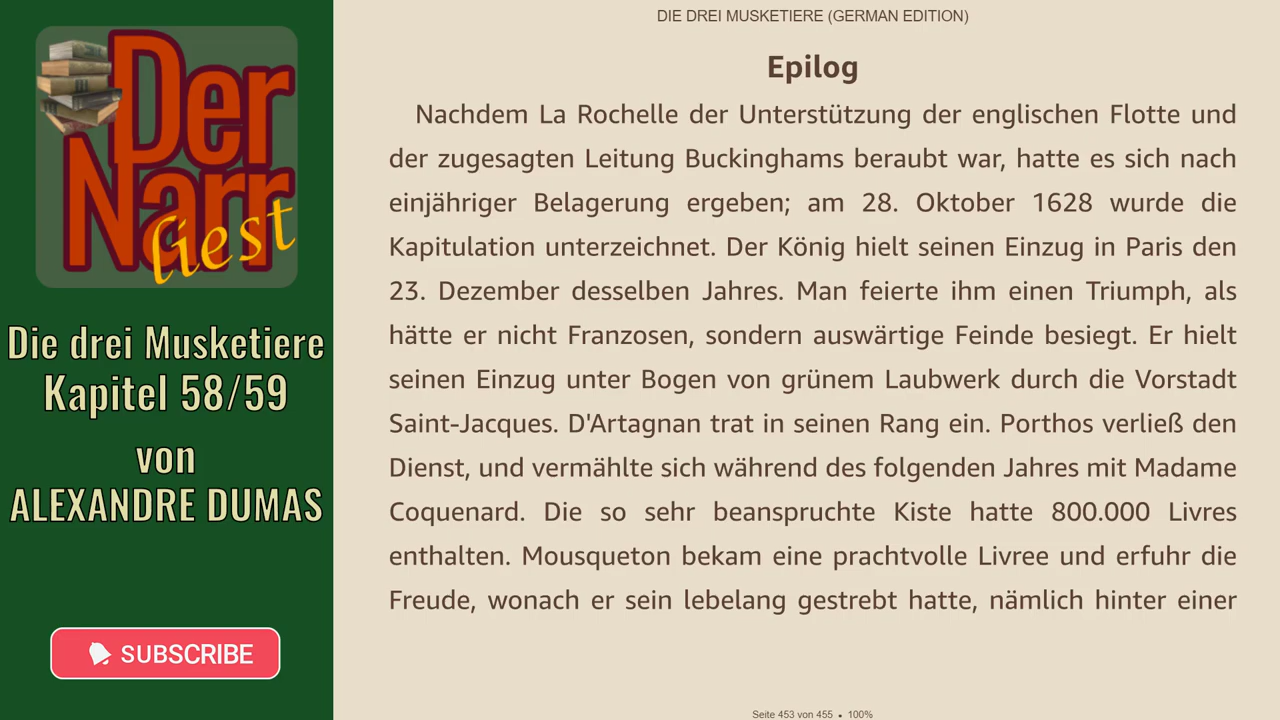 Der
Narr
liest
Die drei Musketiere
Kapitel 58/59
von
ALEXANDRE DUMAS
SUBSCRIBE
DIE DREI MUSKETIERE (GERMAN EDITION)
Epilog
Nachdem La Rochelle der Unterstützung der englischen Flotte und
der zugesagten Leitung Buckinghams beraubt war, hatte es sich nach
einjähriger Belagerung ergeben; am 28. Oktober 1628 wurde die
Kapitulation unterzeichnet. Der König hielt seinen Einzug in Paris den
23. Dezember desselben Jahres. Man feierte ihm einen Triumph, als
hätte er nicht Franzosen, sondern auswärtige Feinde besiegt. Er hielt
seinen Einzug unter Bogen von grünem Laubwerk durch die Vorstadt
Saint-Jacques. D'Artagnan trat in seinen Rang ein. Porthos verließ den
Dienst, und vermählte sich während des folgenden Jahres mit Madame
Coquenard. Die so sehr beanspruchte Kiste hatte 800.000 Livres
enthalten. Mousqueton bekam eine prachtvolle Livree und erfuhr die
Freude, wonach er sein lebelang gestrebt hatte, nämlich hinter einer
Seite 453 von 455 • 100%